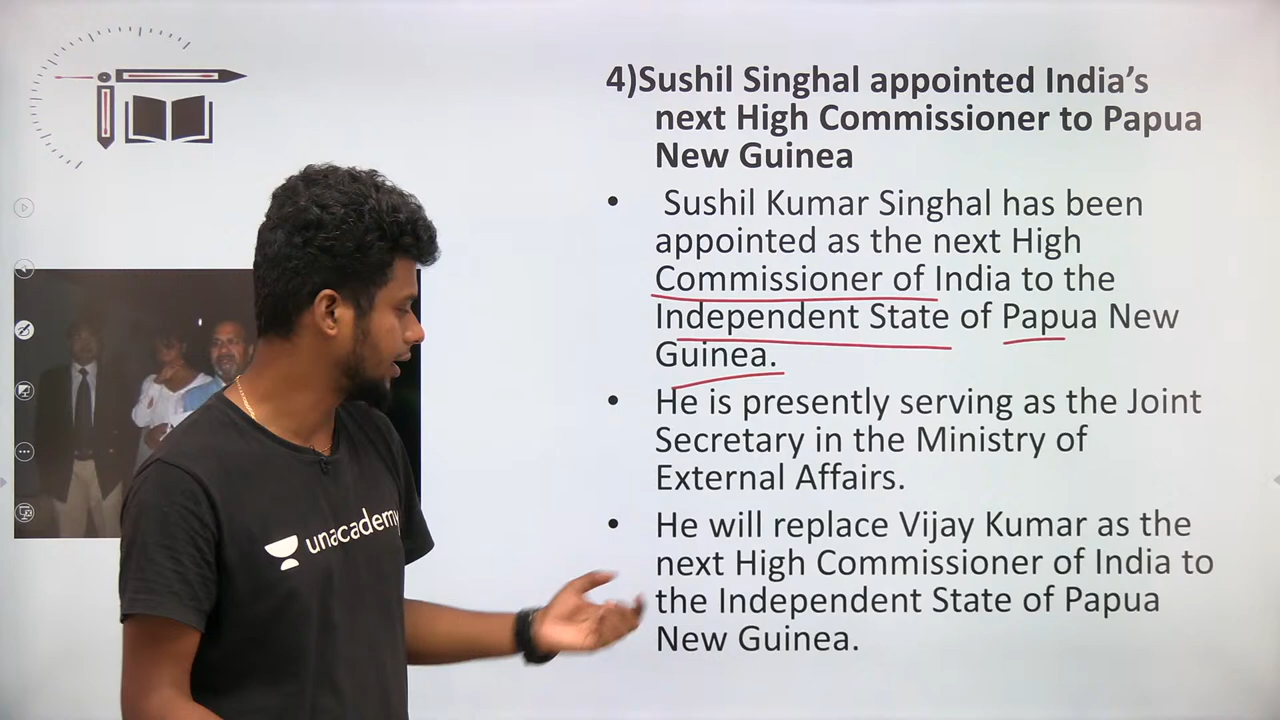 4)Sushil Singhal appointed India’s
next High Commissioner to Papua
New Guinea
• Sushil Kumar Singhal has been
appointed as the next High
Commissioner of India to the
Independent State of Papua New
Guinea.
• He is presently serving as the Joint
Secretary in the Ministry of
External Affairs.
• He will replace Vijay Kumar as the
next High Commissioner of India to
the Independent State of Papua
New Guinea.
unacademy